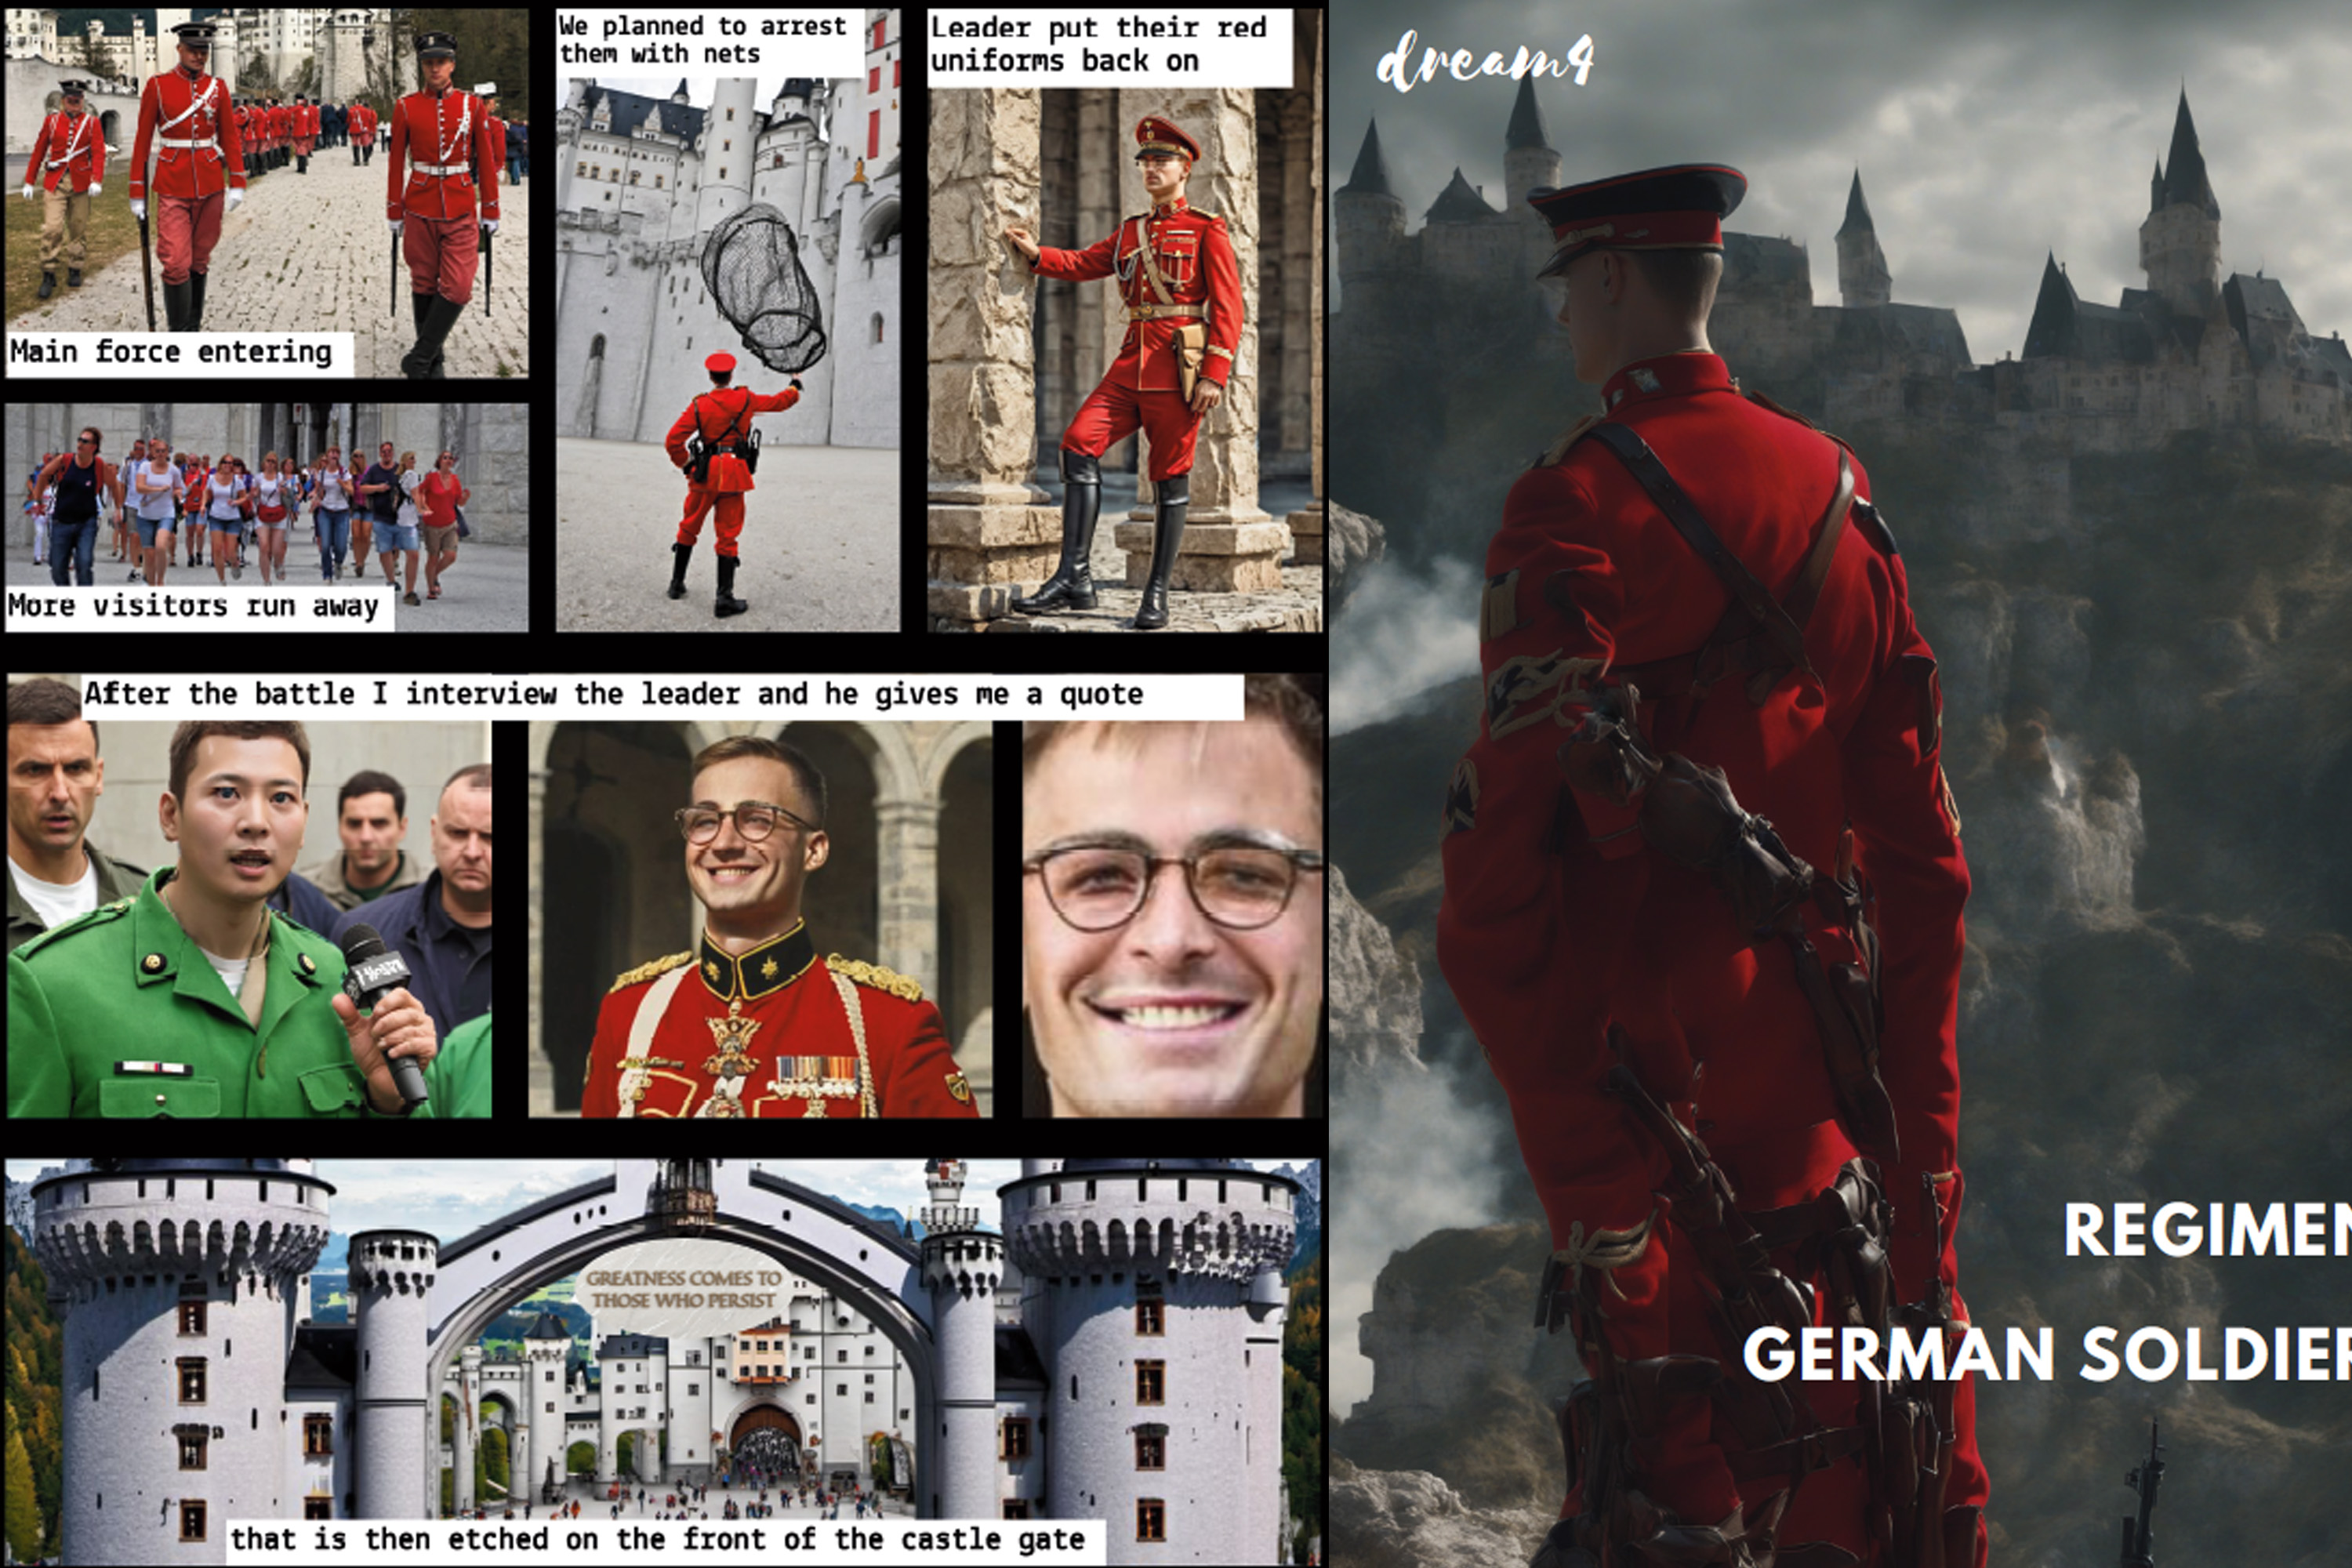 Main force entering
More visitors run away
We planned to arrest
them with nets
Leader put their red
uniforms back on
After the battle I interview the leader and he gives me a quote
GREATNESS COMES TO
THOSE WHO PERSIST
that is then etched on the front of the castle gate
dream4
REGIMEN
GERMAN SOLDIER